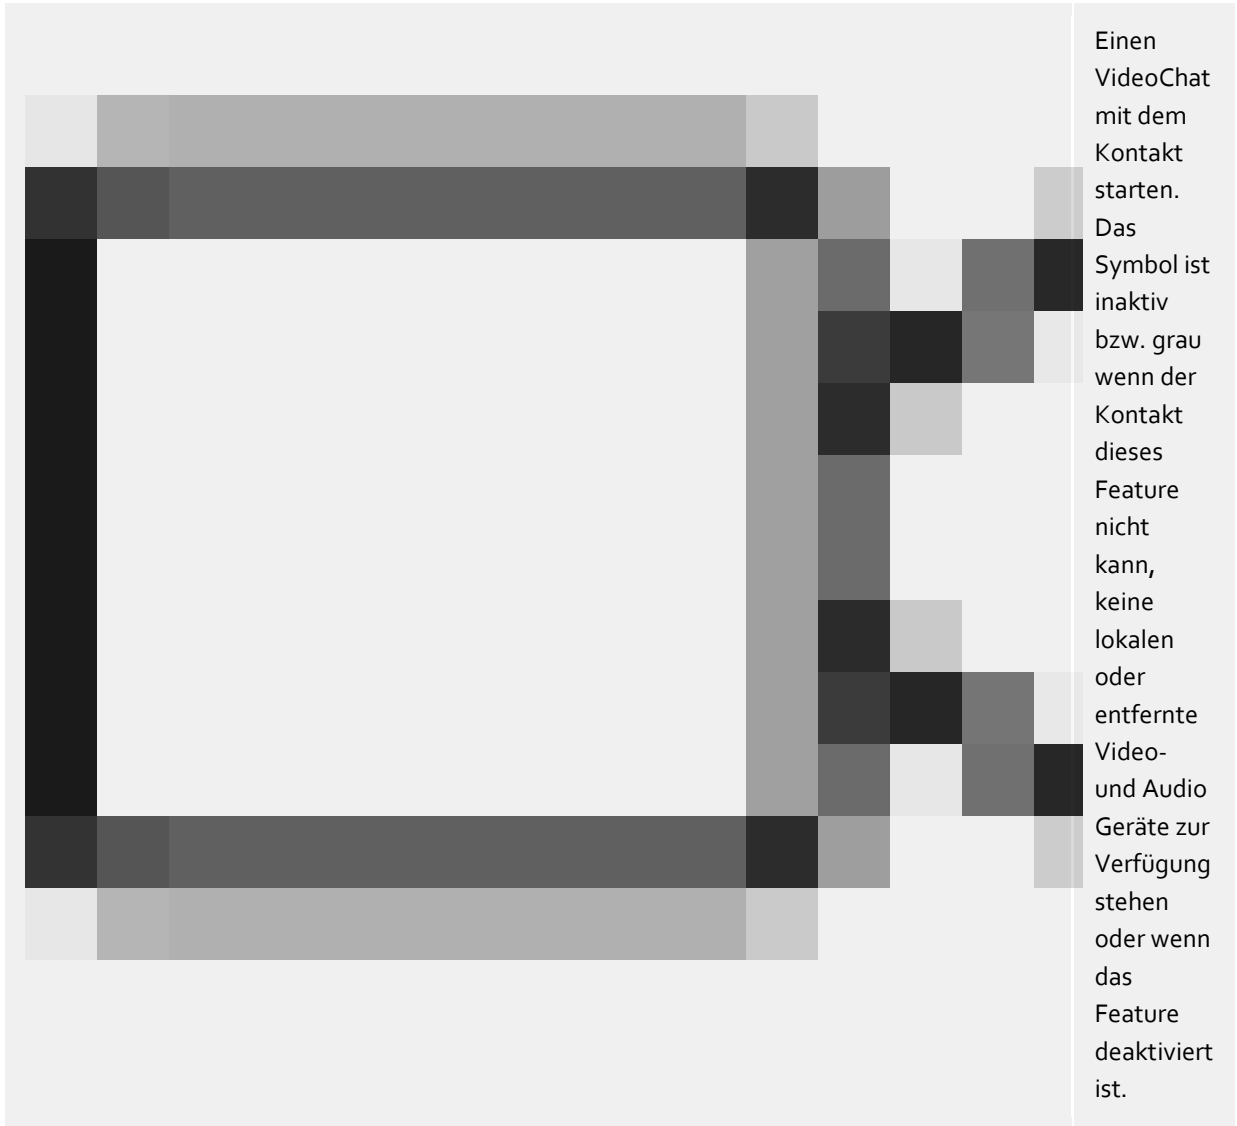 Einen
VideoChat
mit dem
Kontakt
starten.
Das
Symbol ist
inaktiv
bzw. grau
wenn der
Kontakt
dieses
Feature
nicht
kann,
keine
lokalen
oder
entfernte
Video-
und Audio
Geräte zur
Verfügung
stehen
oder wenn
das
Feature
deaktiviert
ist.